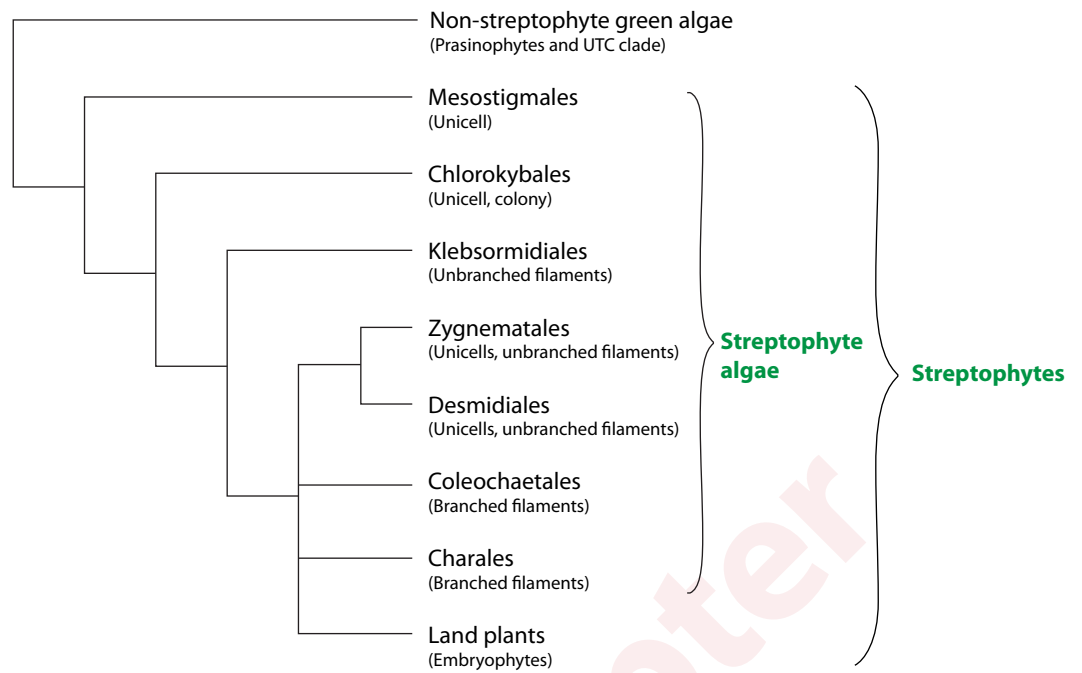 Non-streptophyte green algae
(Prasinophytes and UTC clade)
Mesostigmales
(Unicell)
Chlorokybales
(Unicell, colony)
Klebsormidiales
(Unbranched filaments)
Zygnematales
(Unicells, unbranched filaments)
Desmidiales
(Unicells, unbranched filaments)
Coleochaetales
(Branched filaments)
Charales
(Branched filaments)
Land plants
(Embryophytes)
Streptophyte
algae
Streptophytes